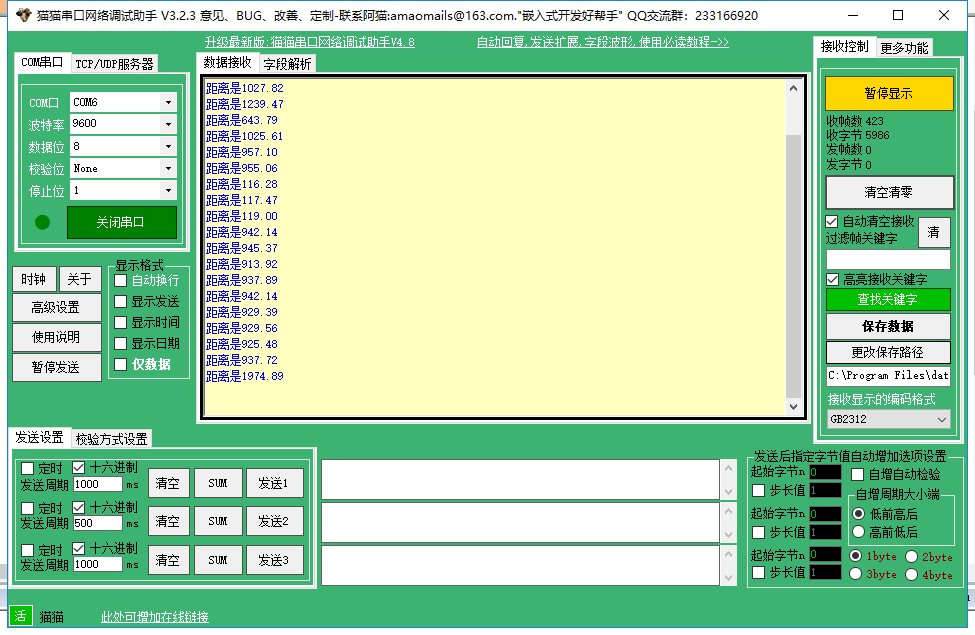 猫猫串口网络调试助手 V3.2.3 意见、BUG、改善、定制-联系阿猫:amaomails@163.com."嵌入式开发好帮手" QQ交流群：233166920
升级最新版:猫猫串口网络调试助手V4.8
自动回复,发送扩展,字段波形,使用必读教程-->>
COM串口
TCP/UDP服务器
COM口
COM6
波特率
9600
数据位
8
校验位
None
停止位
1
关闭串口
时钟
关于
高级设置
使用说明
暂停发送
显示格式
自动换行
显示发送
显示时间
显示日期
仅数据
数据接收
字段解析
距离是1027.82
距离是1239.47
距离是643.79
距离是1025.61
距离是957.10
距离是955.06
距离是116.28
距离是117.47
距离是119.00
距离是942.14
距离是945.37
距离是913.92
距离是937.89
距离是942.14
距离是929.39
距离是929.56
距离是925.48
距离是937.72
距离是1974.89
接收控制
更多功能
暂停显示
收帧数 423
收字节 5986
发帧数 0
发字节 0
清空清零
自动清空接收
过滤帧关键字
清
高亮接收关键字
查找关键字
保存数据
更改保存路径
C:\Program Files\dat
接收显示的编码格式
GB2312
发送设置
校验方式设置
定时
十六进制
发送周期
1000
ms
清空
SUM
发送1
定时
十六进制
发送周期
500
ms
清空
SUM
发送2
定时
十六进制
发送周期
1000
ms
清空
SUM
发送3
发送后指定字节值自动增加选项设置
起始字节n
0
步长值
1
起始字节n
0
步长值
1
起始字节n
0
步长值
1
自增自动检验
自增周期大小端
低前高后
高前低后
1byte
2byte
3byte
4byte
活
猫猫
此处可增加在线链接